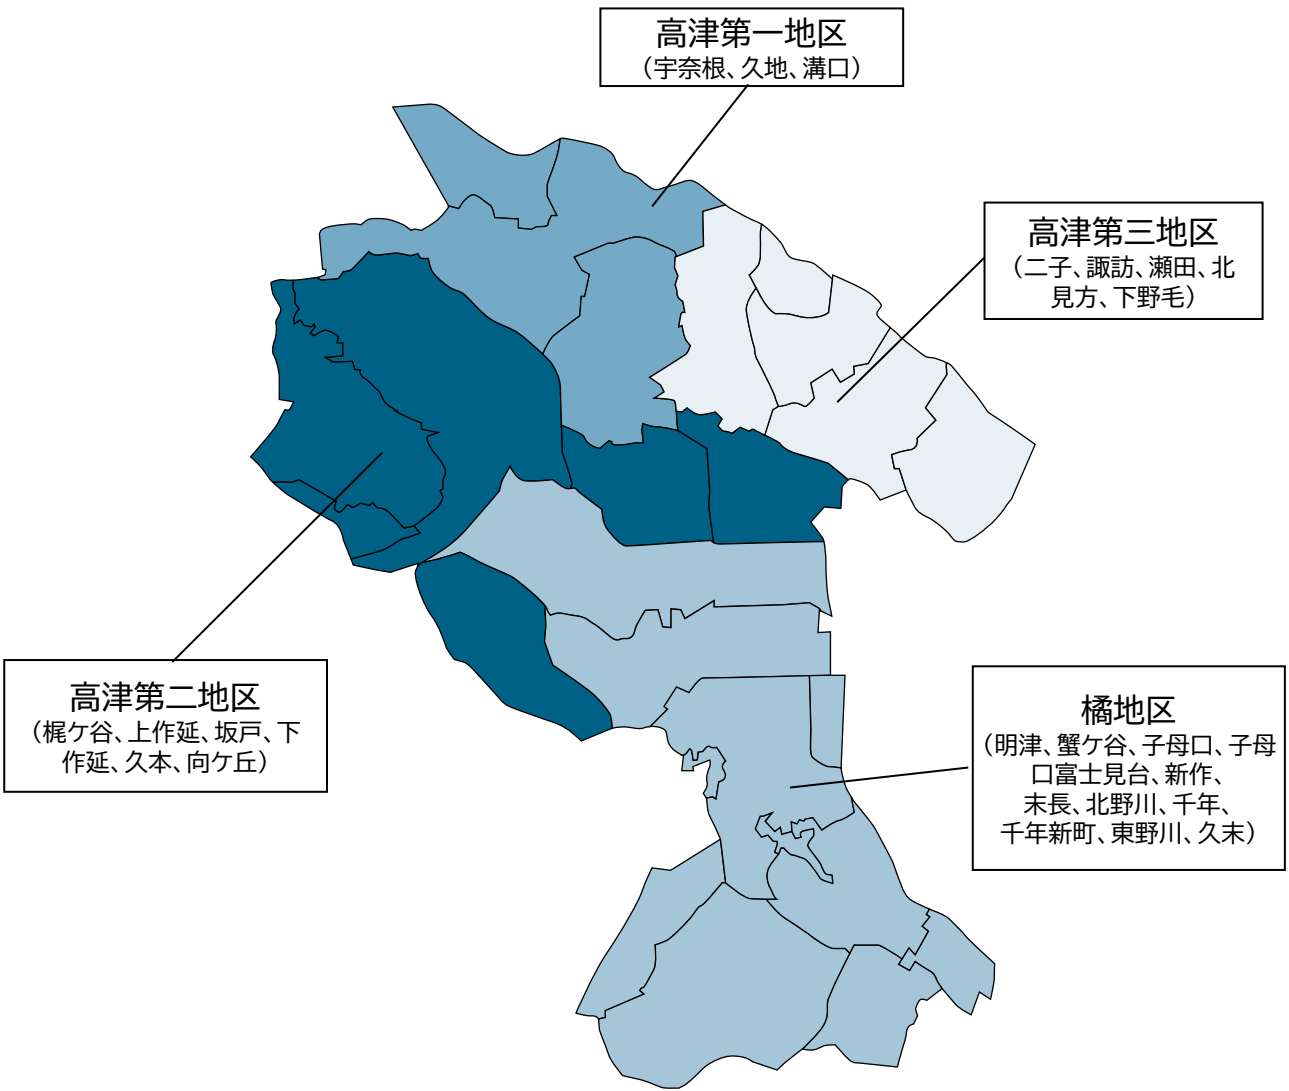 高津第一地区
（宇奈根、久地、溝口）
高津第三地区
（二子、諏訪、瀬田、北
見方、下野毛）
高津第二地区
（梶ケ谷、上作延、坂戸、下
作延、久本、向ケ丘）
橘地区
（明津、蟹ケ谷、子母口、子母
口富士見台、新作、
末長、北野川、千年、
千年新町、東野川、久末）